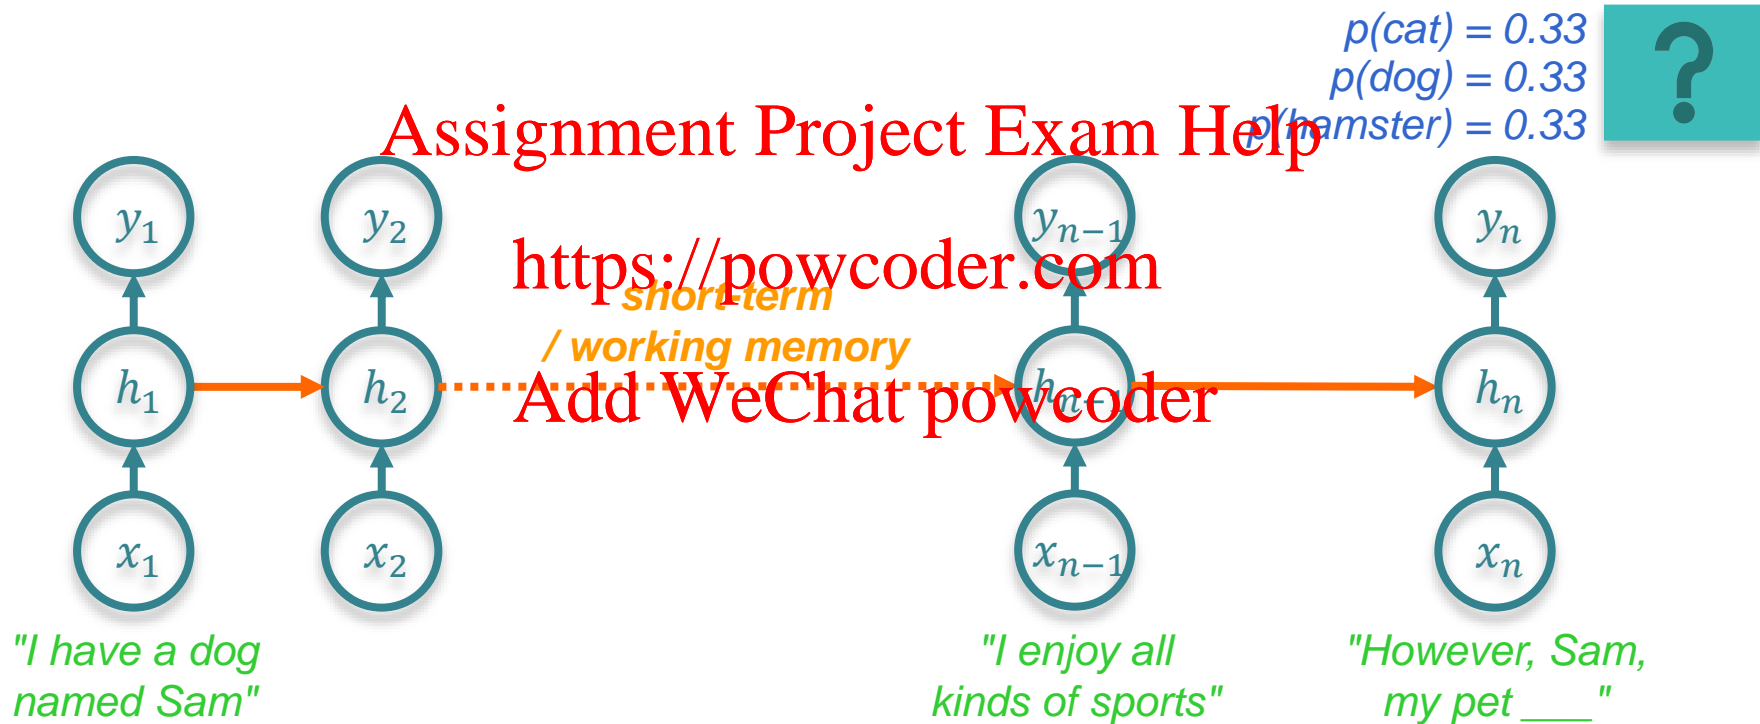 p(cat) = 0.33
p(dog) = 0.33
p(hamster) = 0.33
?
Assignment Project Exam Help
y₁
y₂
yₙ₋₁
yₙ
https://powcoder.com
short-term
/ working memory
h₁
h₂
hₙ₋₁
hₙ
Add WeChat powcoder
x₁
x₂
xₙ₋₁
xₙ
"I have a dog
named Sam"
"I enjoy all
kinds of sports"
"However, Sam,
my pet ___"